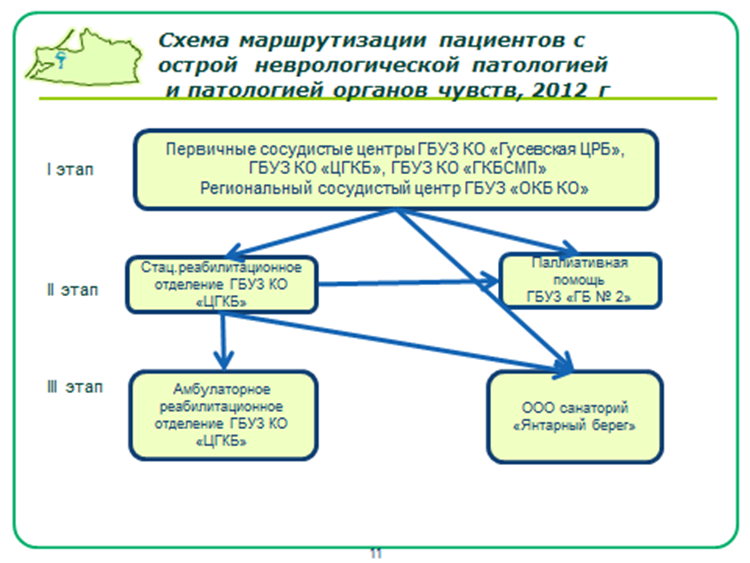 Схема маршрутизации пациентов с
острой неврологической патологией
и патологией органов чувств, 2012 г
I этап
Первичные сосудистые центры ГБУЗ КО «Гусевская ЦРБ»,
ГБУЗ КО «ЦГКБ», ГБУЗ КО «ГКБСМП»
Региональный сосудистый центр ГБУЗ «ОКБ КО»
II этап
Стац.реабилитационное
отделение ГБУЗ КО
«ЦГКБ»
Паллиативная
помощь
ГБУЗ «ГБ № 2»
III этап
Амбулаторное
реабилитационное
отделение ГБУЗ КО
«ЦГКБ»
ООО санаторий
«Янтарный берег»
11